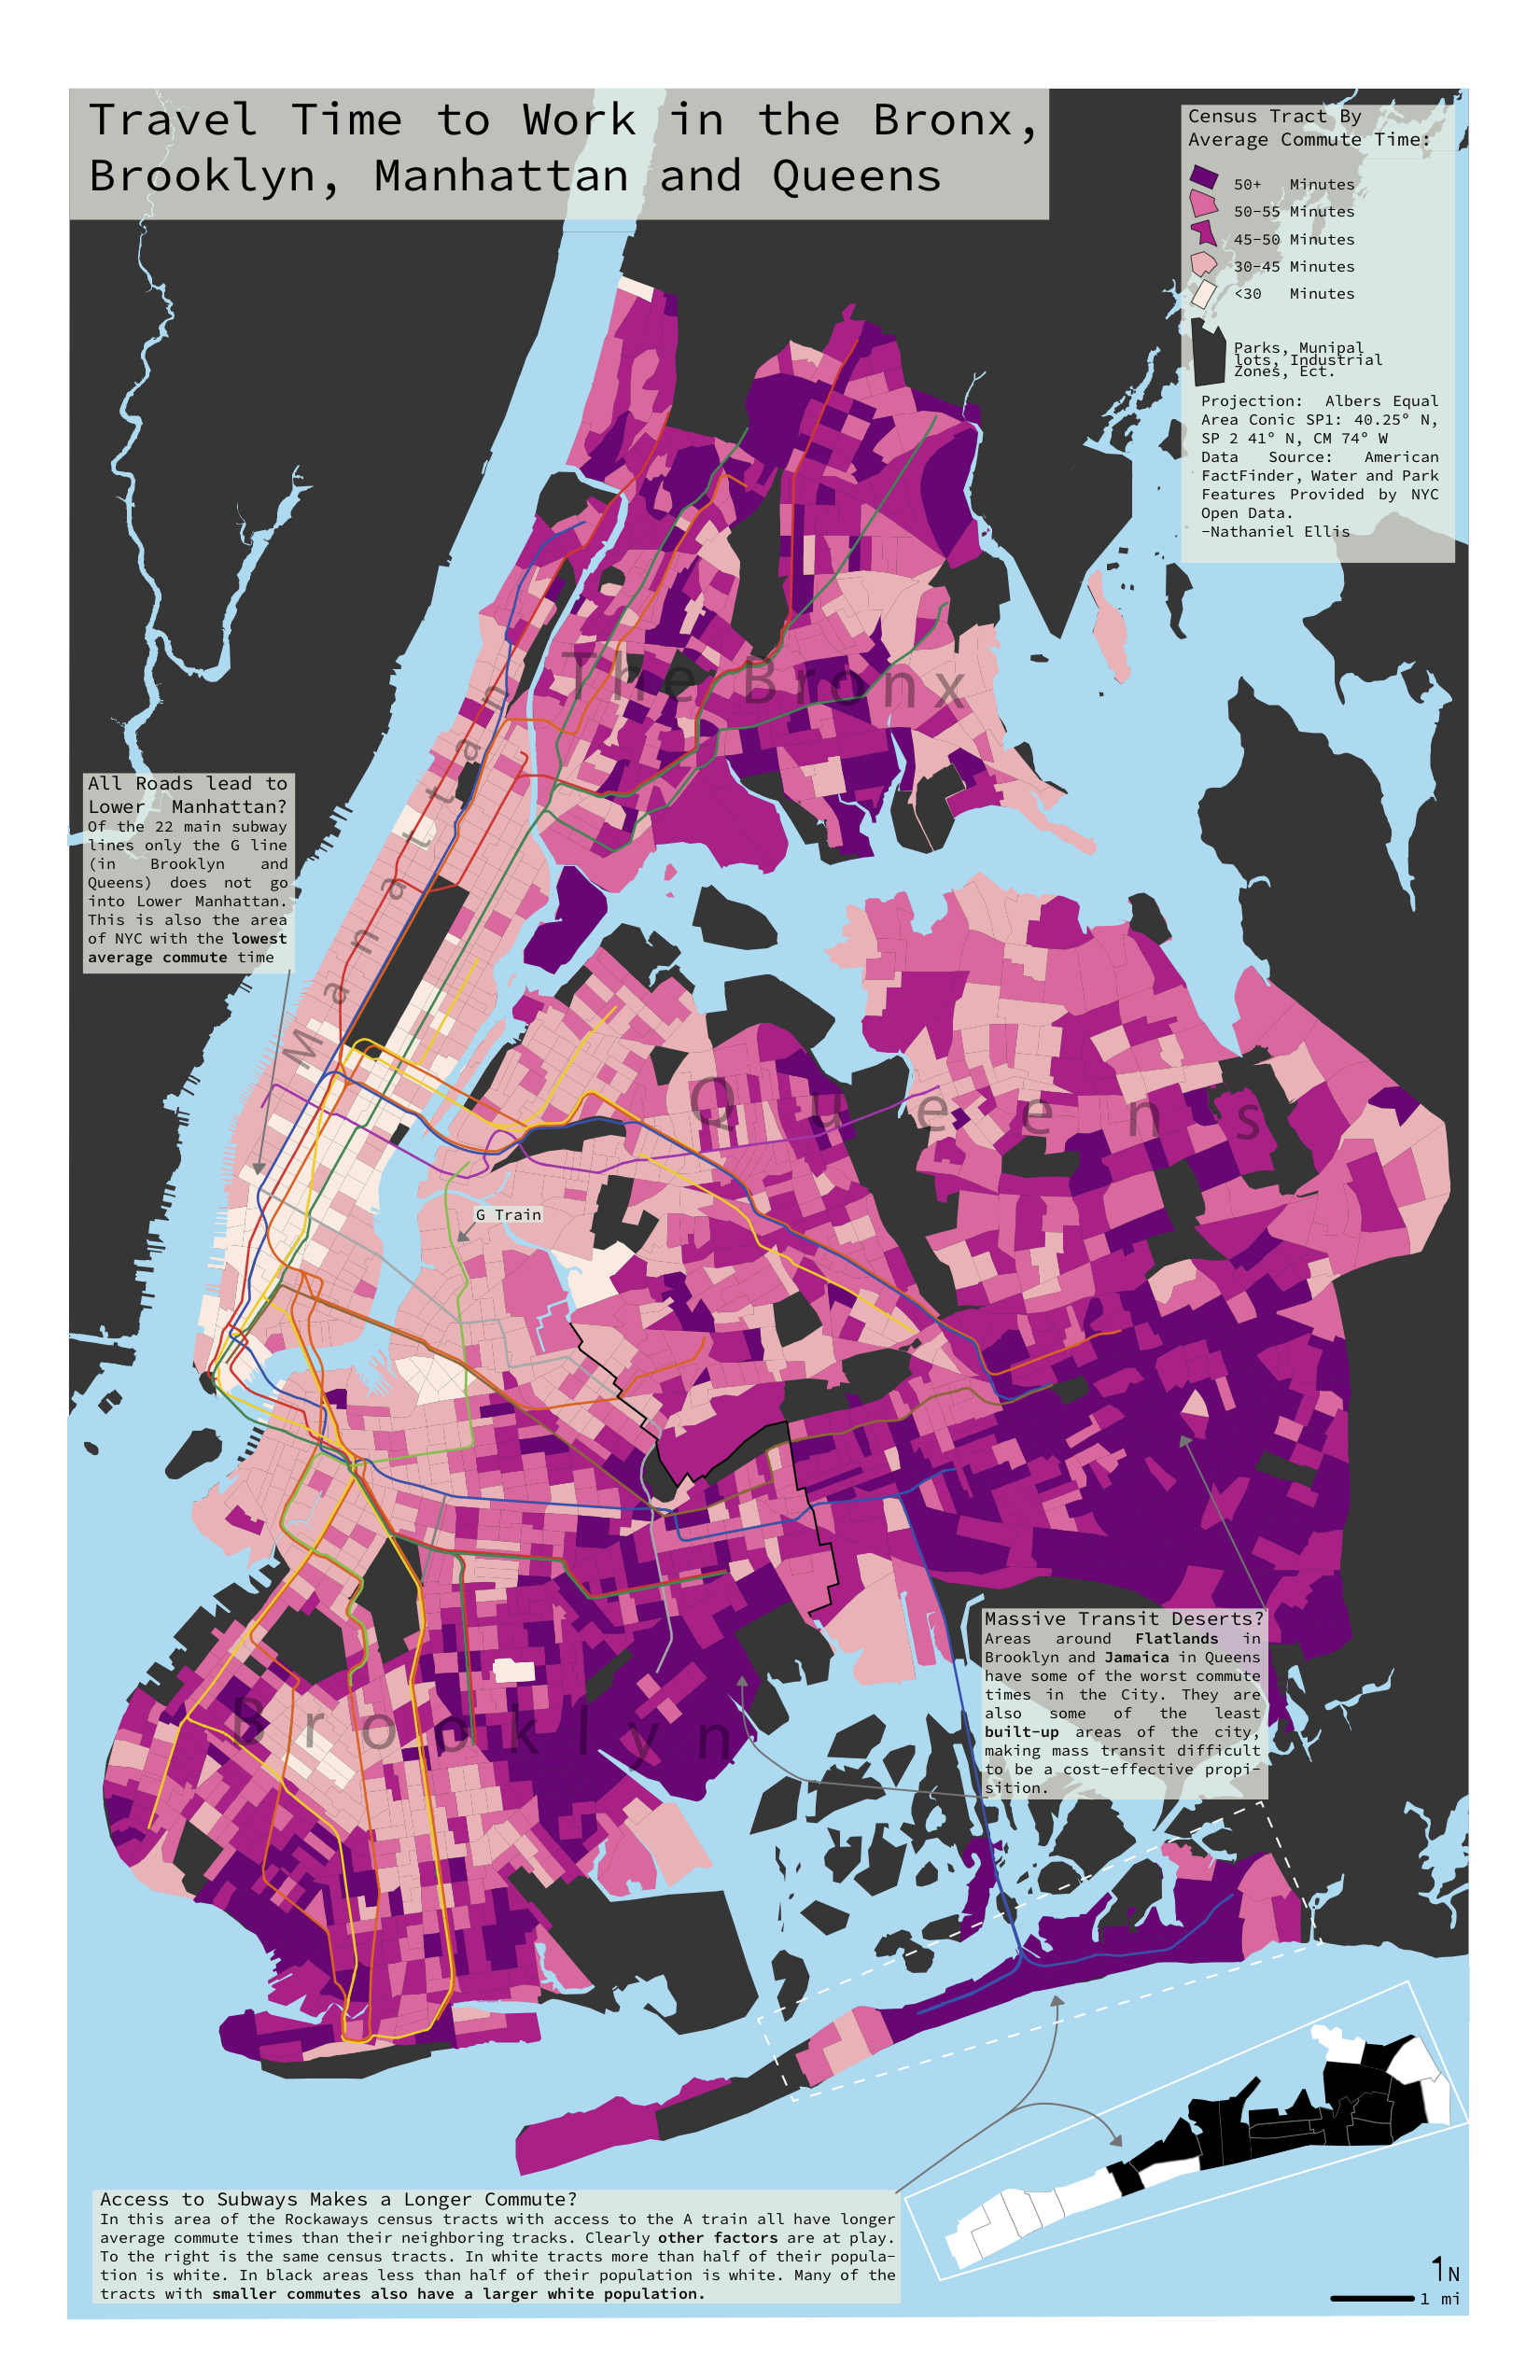 Travel Time to Work in the Bronx,
Brooklyn, Manhattan and Queens
Census Tract By
Average Commute Time:
50+ Minutes
50-55 Minutes
45-50 Minutes
30-45 Minutes
<30 Minutes
Parks, Munipal
lots, Industrial
Zones, Ect.
Projection: Albers Equal
Area Conic SP1: 40.25° N,
SP 2 41° N, CM 74° W
Data Source: American
FactFinder, Water and Park
Features Provided by NYC
Open Data.
-Nathaniel Ellis
The Bronx
Manhattan
All Roads lead to
Lower Manhattan?
Of the 22 main subway
lines only the G line
(in Brooklyn and
Queens) does not go
into Lower Manhattan.
This is also the area
of NYC with the lowest
average commute time
Queens
G Train
Massive Transit Deserts?
Areas around Flatlands in
Brooklyn and Jamaica in Queens
have some of the worst commute
times in the City. They are
also some of the least
built-up areas of the city,
making mass transit difficult
to be a cost-effective propi-
sition.
Brooklyn
Access to Subways Makes a Longer Commute?
In this area of the Rockaways census tracts with access to the A train all have longer
average commute times than their neighboring tracks. Clearly other factors are at play.
To the right is the same census tracts. In white tracts more than half of their popula-
tion is white. In black areas less than half of their population is white. Many of the
tracts with smaller commutes also have a larger white population.
N
1 mi